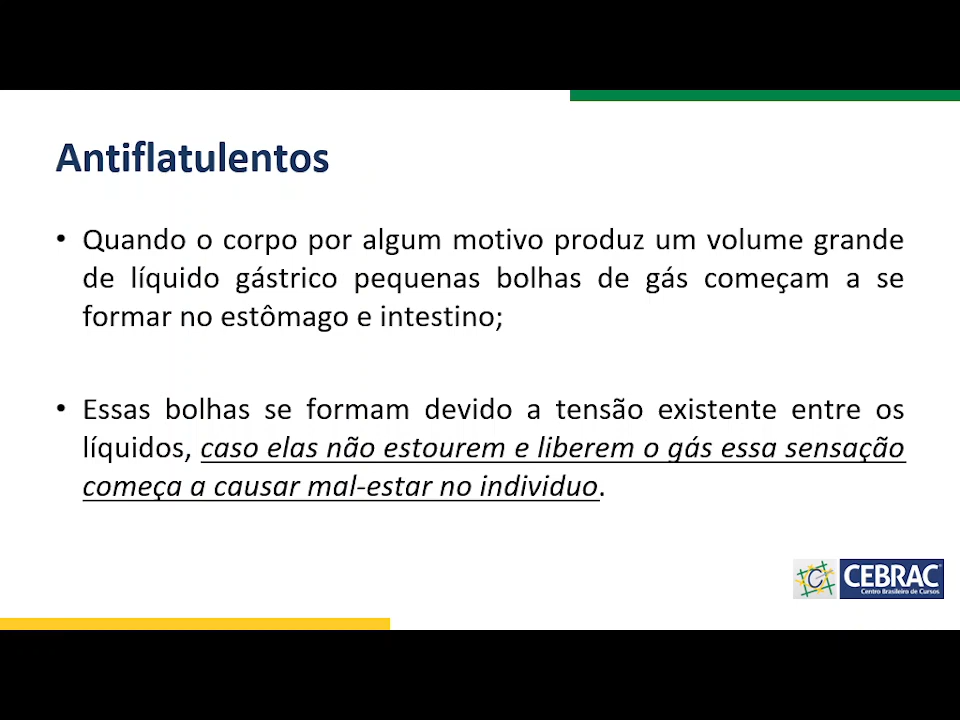 Antiflatulentos
• Quando o corpo por algum motivo produz um volume grande
de líquido gástrico pequenas bolhas de gás começam a se
formar no estômago e intestino;
• Essas bolhas se formam devido a tensão existente entre os
líquidos, caso elas não estourem e liberem o gás essa sensação
começa a causar mal-estar no individuo.
CEBRAC
Centro Brasileiro de Cursos